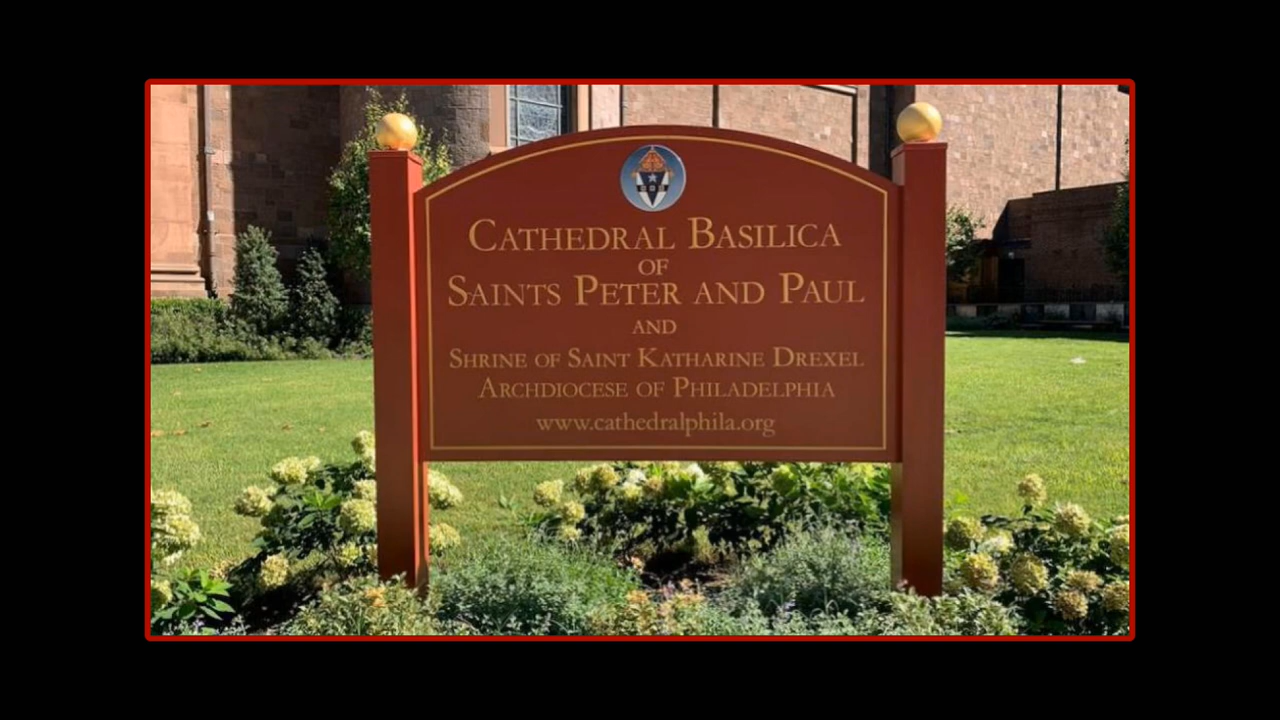 CATHEDRAL BASILICA
OF
SAINTS PETER AND PAUL
AND
SHRINE OF SAINT KATHARINE DREXEL
ARCHDIOCESE OF PHILADELPHIA
www.cathedralphila.org